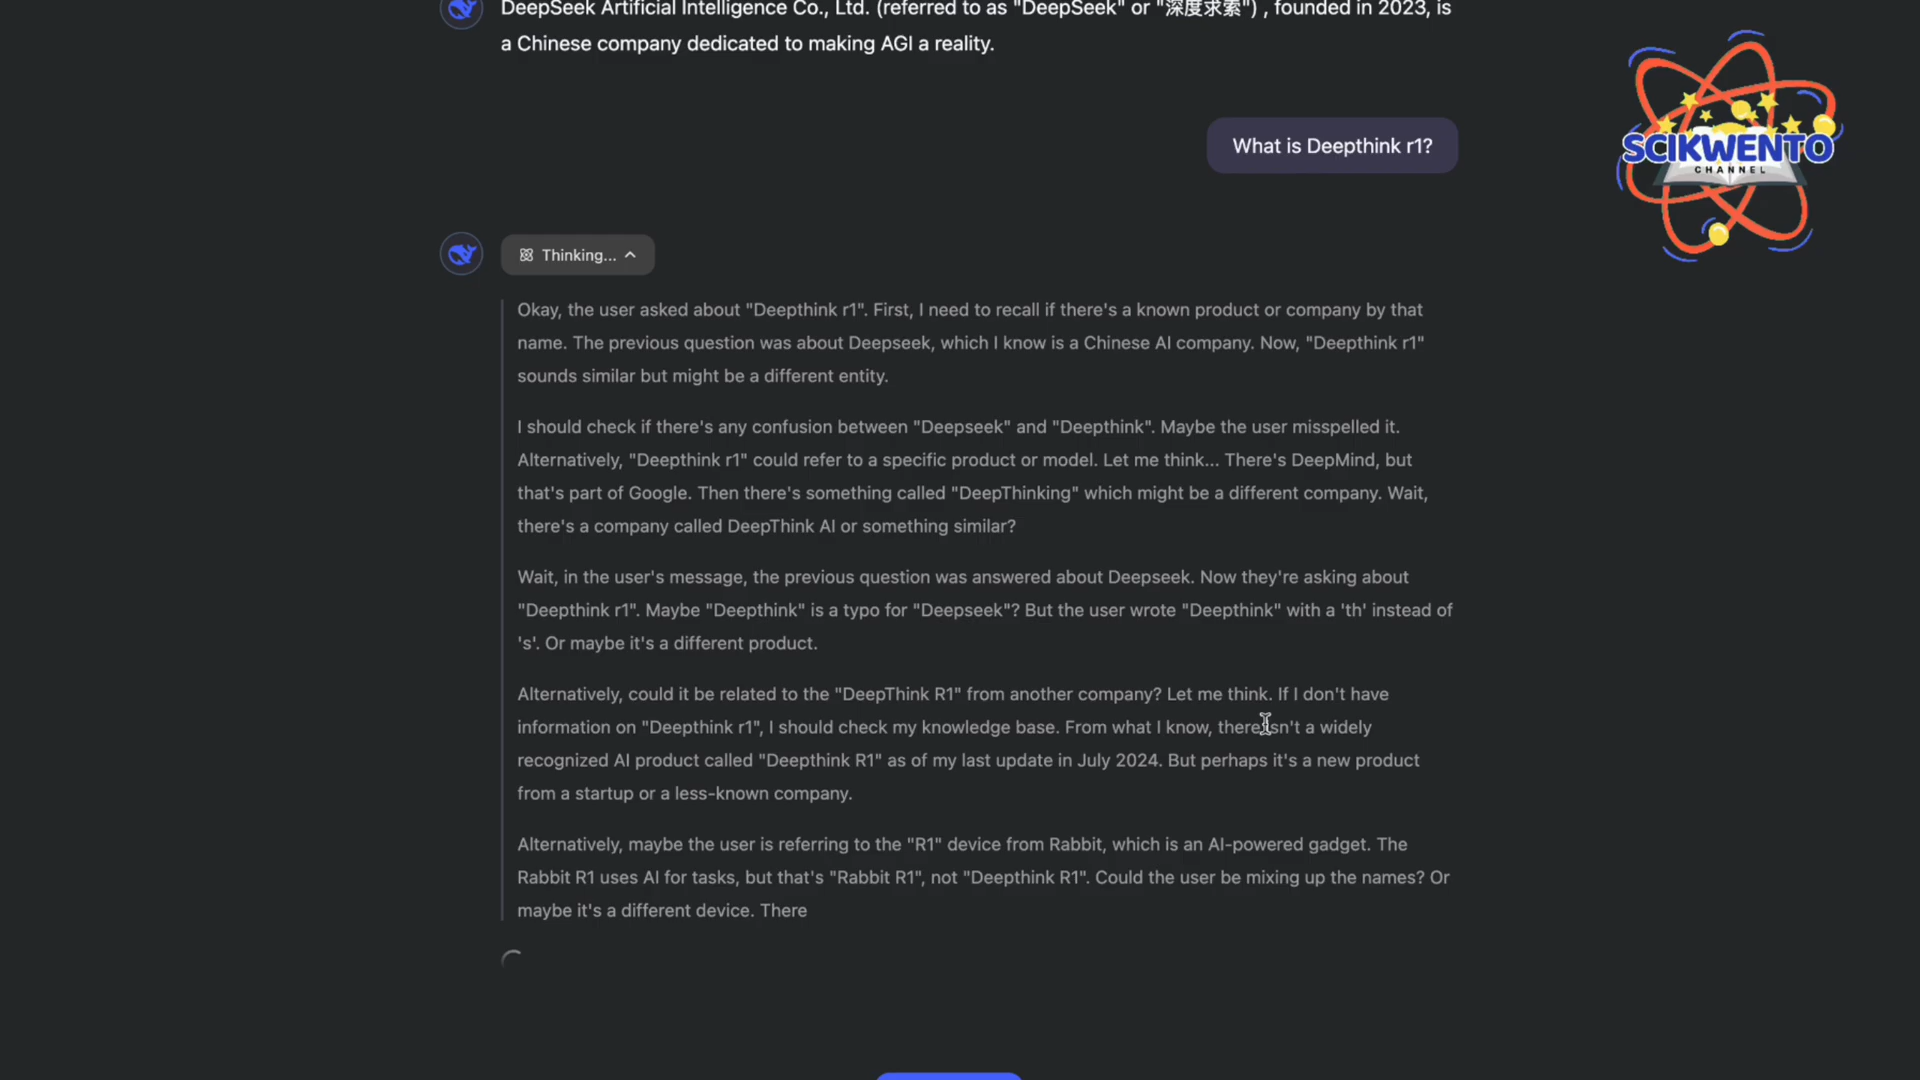 DeepSeek Artificial Intelligence Co., Ltd. (referred to as "DeepSeek" or "深度求索") , founded in 2023, is
a Chinese company dedicated to making AGI a reality.
What is Deepthink r1?
SCIKWENTO
CHANNEL
Thinking...
Okay, the user asked about "Deepthink r1". First, I need to recall if there's a known product or company by that
name. The previous question was about Deepseek, which I know is a Chinese AI company. Now, "Deepthink r1"
sounds similar but might be a different entity.
I should check if there's any confusion between "Deepseek" and "Deepthink". Maybe the user misspelled it.
Alternatively, "Deepthink r1" could refer to a specific product or model. Let me think... There's DeepMind, but
that's part of Google. Then there's something called "DeepThinking" which might be a different company. Wait,
there's a company called DeepThink AI or something similar?
Wait, in the user's message, the previous question was answered about Deepseek. Now they're asking about
"Deepthink r1". Maybe "Deepthink" is a typo for "Deepseek"? But the user wrote "Deepthink" with a 'th' instead of
's'. Or maybe it's a different product.
Alternatively, could it be related to the "DeepThink R1" from another company? Let me think. If I don't have
information on "Deepthink r1", I should check my knowledge base. From what I know, there isn't a widely
recognized AI product called "Deepthink R1" as of my last update in July 2024. But perhaps it's a new product
from a startup or a less-known company.
Alternatively, maybe the user is referring to the "R1" device from Rabbit, which is an AI-powered gadget. The
Rabbit R1 uses AI for tasks, but that's "Rabbit R1", not "Deepthink R1". Could the user be mixing up the names? Or
maybe it's a different device. There